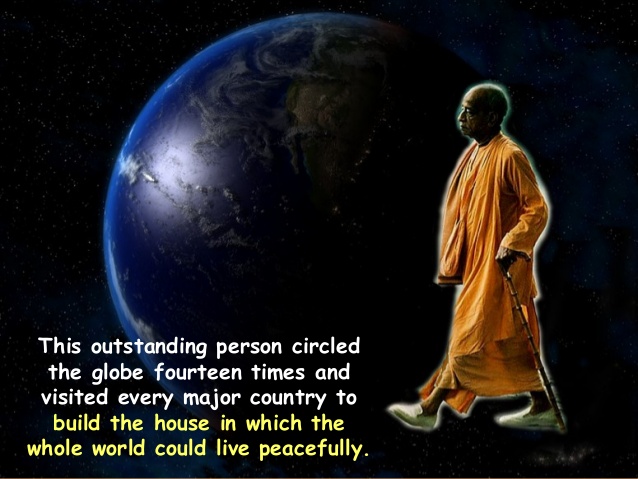 This outstanding person circled
the globe fourteen times and
visited every major country to
build the house in which the
whole world could live peacefully.